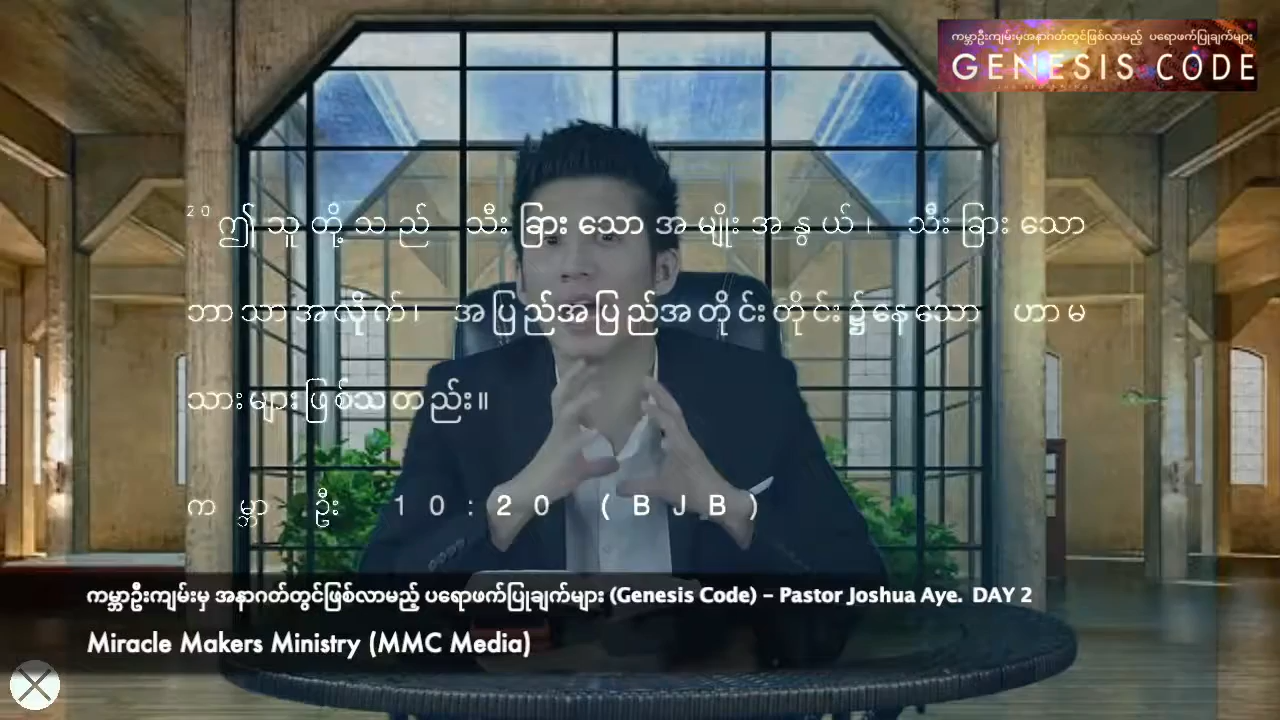 ကမ္ဘာဦးကျမ်းမှအနာဂတ်တွင်ဖြစ်လာမည့် ပရောဖက်ပြုချက်များ
GENESIS CODE
20 ဤသူတို့သည် သီးခြားသောအမျိုးအနွယ်၊ သီးခြားသော
ဘာသာအလိုက်၊ အပြည်အပြည်အတိုင်းတိုင်း၌နေသော ဟာမ
သားများဖြစ်သတည်း။
ကမ္ဘာဦး 10:20 (BJB)
ကမ္ဘာဦးကျမ်းမှ အနာဂတ်တွင်ဖြစ်လာမည့် ပရောဖက်ပြုချက်များ (Genesis Code) – Pastor Joshua Aye. DAY 2
Miracle Makers Ministry (MMC Media)